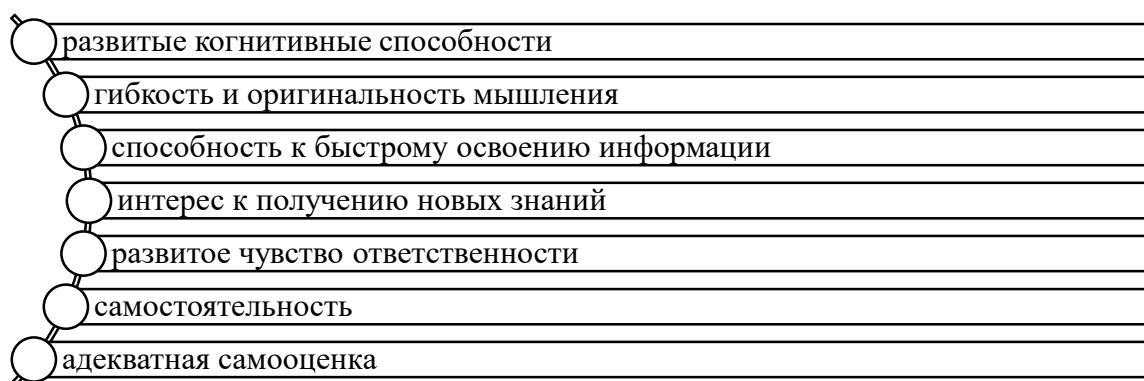 развитые когнитивные способности
гибкость и оригинальность мышления
способность к быстрому освоению информации
интерес к получению новых знаний
развитое чувство ответственности
самостоятельность
адекватная самооценка